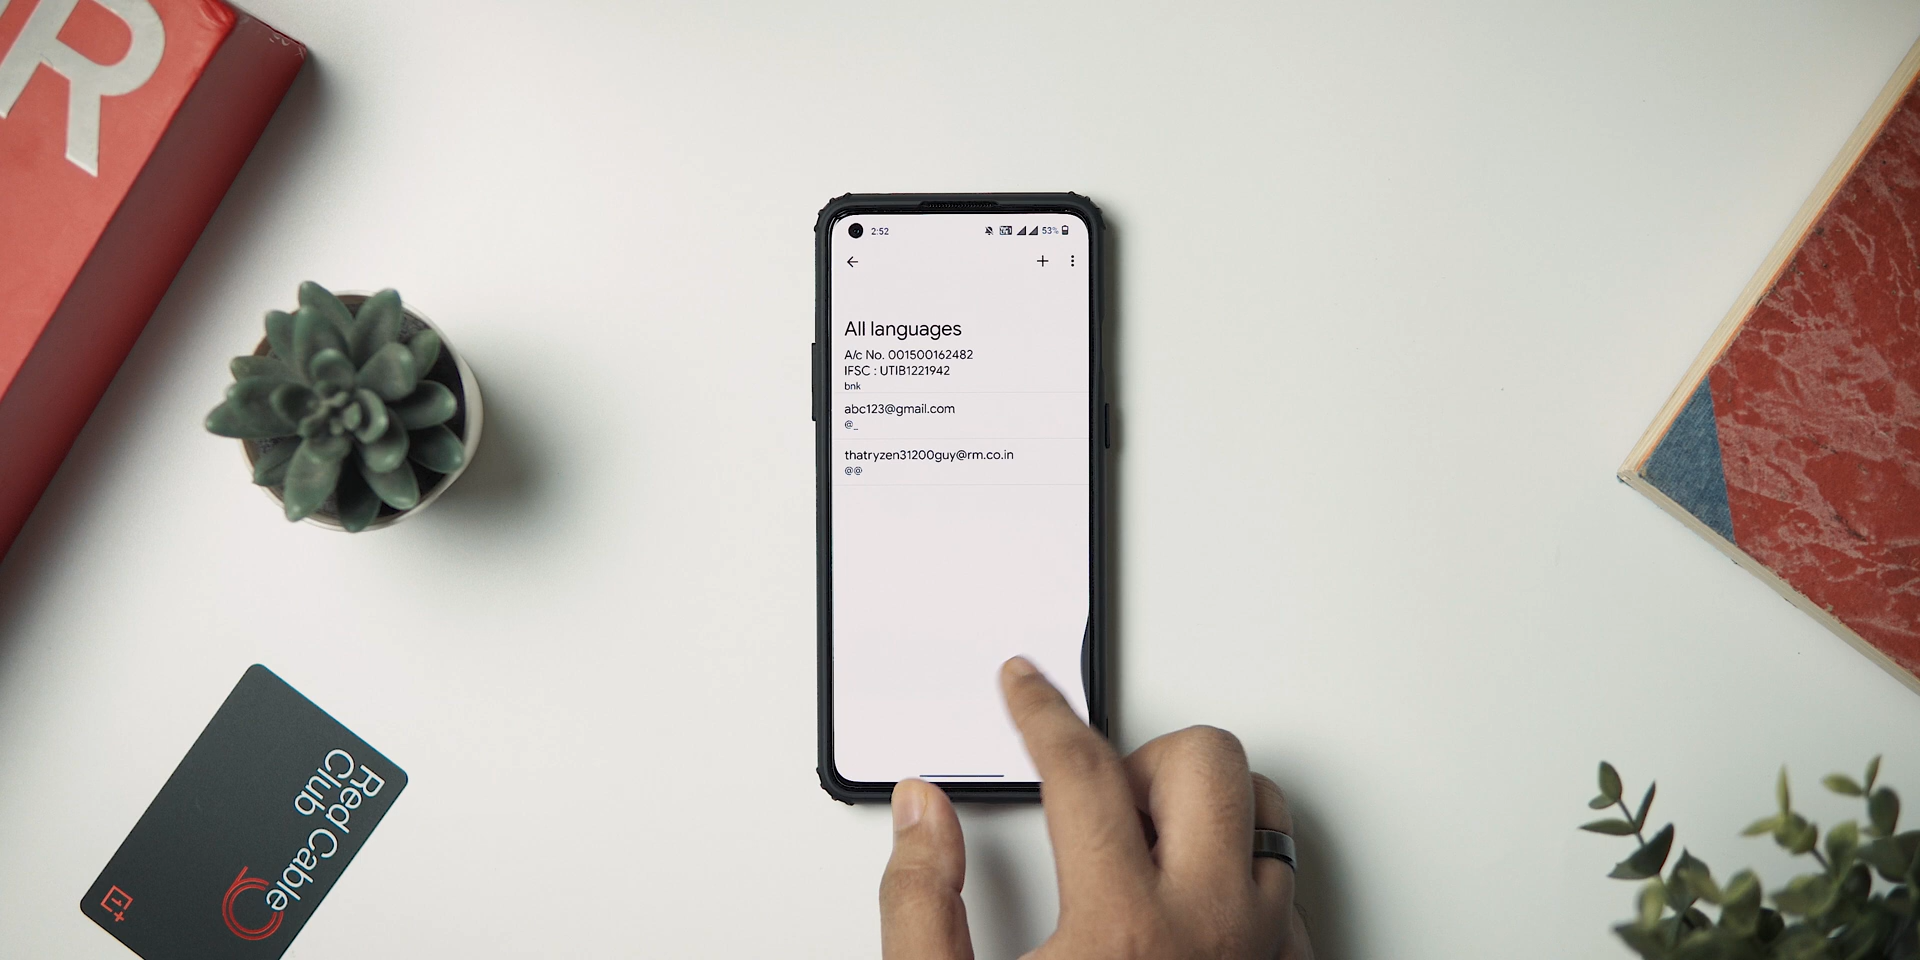 R
2:52
53%
All languages
A/c No. 001500162482
IFSC : UTIB1221942
bnk
abc123@gmail.com
@_
thatryzen31200guy@rm.co.in
@@
Red Cable
Club
1+